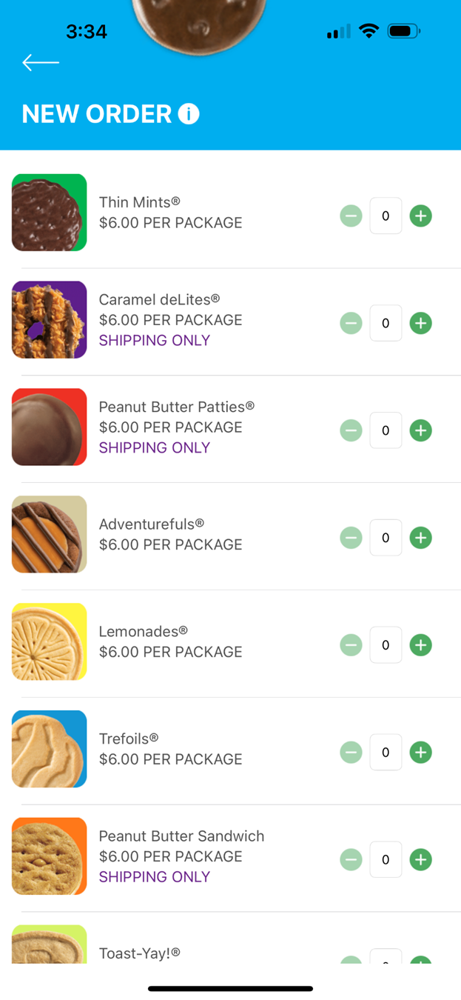 3:34
NEW ORDER i
Thin Mints®
$6.00 PER PACKAGE
0
Caramel deLites®
$6.00 PER PACKAGE
SHIPPING ONLY
0
Peanut Butter Patties®
$6.00 PER PACKAGE
SHIPPING ONLY
0
Adventurefuls®
$6.00 PER PACKAGE
0
Lemonades®
$6.00 PER PACKAGE
0
Trefoils®
$6.00 PER PACKAGE
0
Peanut Butter Sandwich
$6.00 PER PACKAGE
SHIPPING ONLY
0
Toast-Yay!®